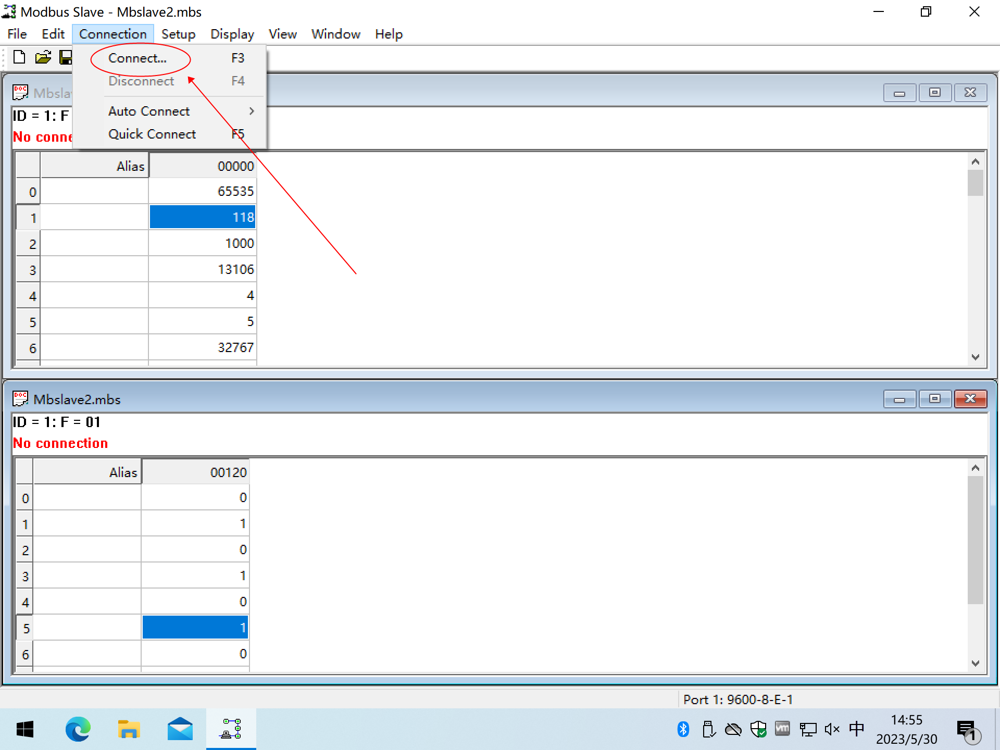 Modbus Slave - Mbslave2.mbs
File Edit Connection Setup Display View Window Help
Connect... F3
Disconnect F4
Auto Connect
Quick Connect F5
DOC Mbsla
ID = 1: F
No conne
Alias 00000
0 65535
1 118
2 1000
3 13106
4 4
5 5
6 32767
DOC Mbslave2.mbs
ID = 1: F = 01
No connection
Alias 00120
0 0
1 1
2 0
3 1
4 0
5 1
6 0
Port 1: 9600-8-E-1
vm 中 14:55
2023/5/30
1